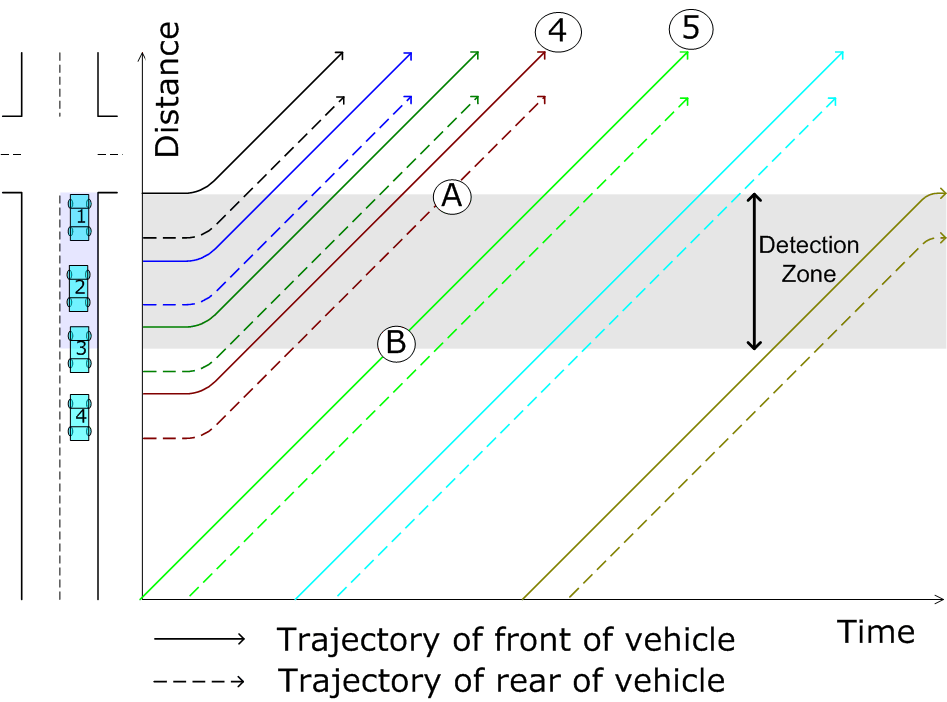 4
5
Distance
A
1
Detection
Zone
2
B
3
4
Time
Trajectory of front of vehicle
Trajectory of rear of vehicle